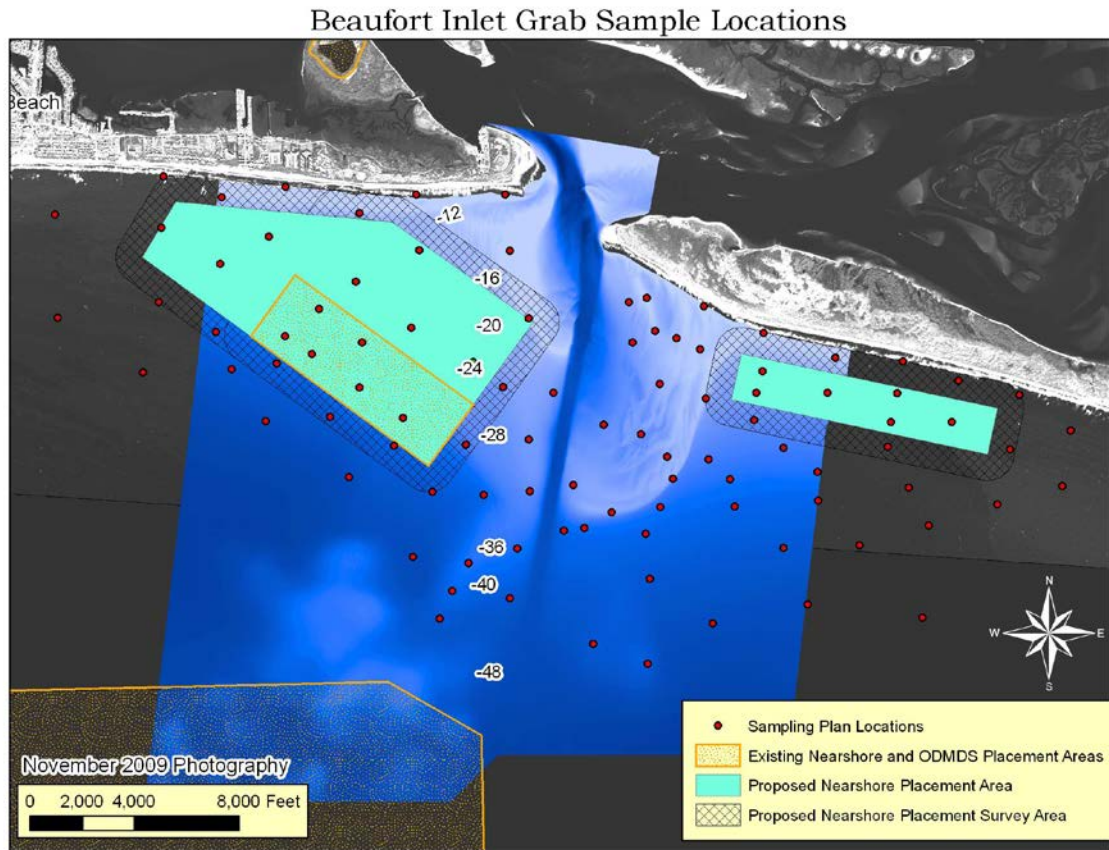 Beaufort Inlet Grab Sample Locations
Beach
-12
-16
-20
-24
-28
-36
-40
-48
N
W E
S
November 2009 Photography
0 2,000 4,000 8,000 Feet
Sampling Plan Locations
Existing Nearshore and ODMDS Placement Areas
Proposed Nearshore Placement Area
Proposed Nearshore Placement Survey Area